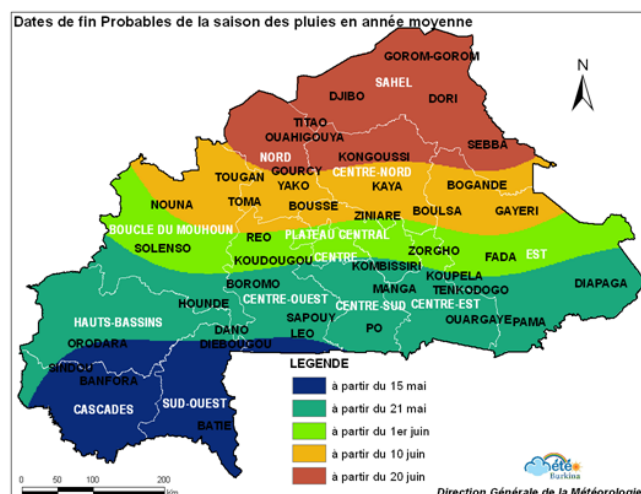 Dates de fin Probables de la saison des pluies en année moyenne
GOROM-GOROM
SAHEL
N
DJIBO
DORI
TITAO
OUAHIGOUYA
SEBBA
NORD
KONGOUSSI
GOURCY
CENTRE-NORD
TOUGAN
YAKO
KAYA
BOGANDE
NOUNA
TOMA
BOUSSE
BOULSA
GAYERI
ZINIARE
BOUCLE DU MOUHOUN
REO
PLATEAU CENTRAL
SOLENSO
ZORGHO
FADA
EST
KOUDOUGOU
CENTRE
KOMBISSIRI
KOUPELA
BOROMO
MANGA
TENKODOGO
DIAPAGA
HOUNDE
CENTRE-OUEST
CENTRE-SUD
CENTRE-EST
HAUTS-BASSINS
SAPOUY
OUARGAYE
PAMA
DANO
LEO
PO
ORODARA
DIEBOUGOU
SINDOU
BANFORA
LEGENDE
CASCADES
SUD-OUEST
BATIE
à partir du 15 mai
à partir du 21 mai
à partir du 1er juin
à partir du 10 juin
à partir du 20 juin
0 50 100 200
Km
météo
Burkina
Direction Générale de la Météorologie